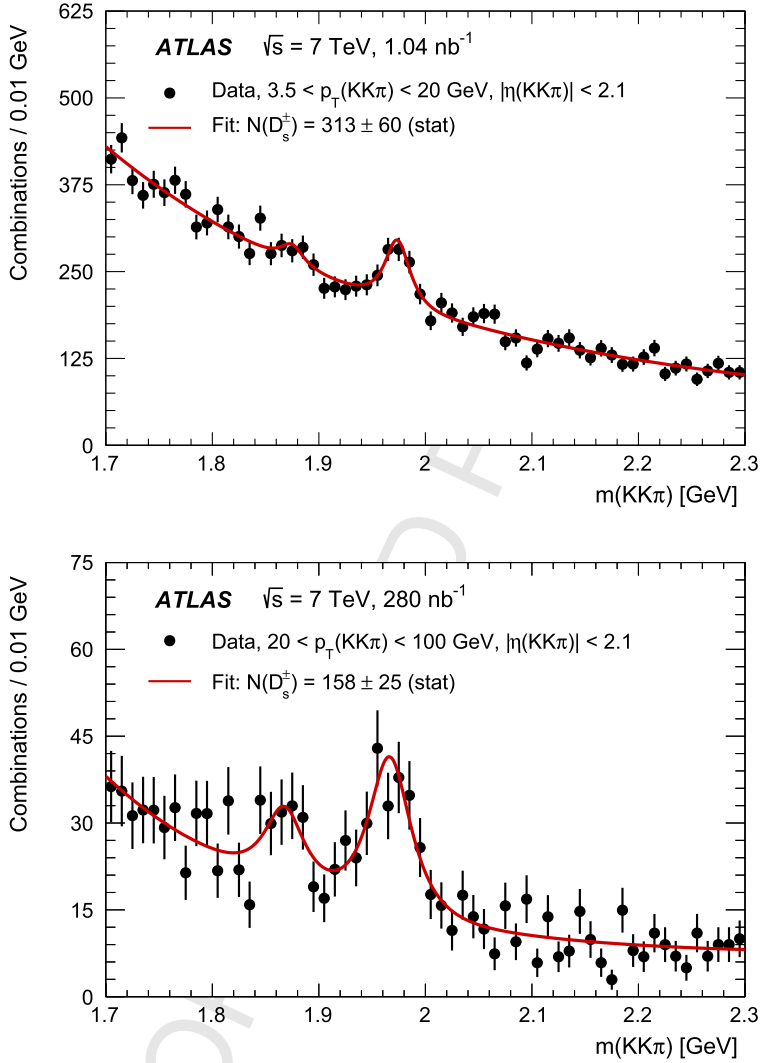 625
500
375
250
125
0
Combinations / 0.01 GeV
ATLAS √s = 7 TeV, 1.04 nb⁻¹
Data, 3.5 < p_T(KKπ) < 20 GeV, |η(KKπ)| < 2.1
Fit: N(D_s^±) = 313 ± 60 (stat)
1.7 1.8 1.9 2 2.1 2.2 2.3
m(KKπ) [GeV]
75
60
45
30
15
0
Combinations / 0.01 GeV
ATLAS √s = 7 TeV, 280 nb⁻¹
Data, 20 < p_T(KKπ) < 100 GeV, |η(KKπ)| < 2.1
Fit: N(D_s^±) = 158 ± 25 (stat)
1.7 1.8 1.9 2 2.1 2.2 2.3
m(KKπ) [GeV]